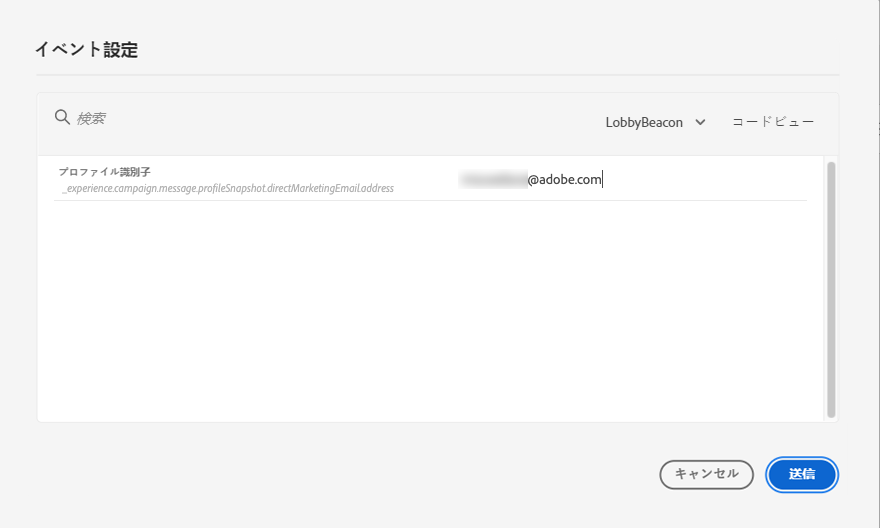 イベント設定
検索
LobbyBeacon
コードビュー
プロファイル識別子
_experience.campaign.message.profileSnapshot.directMarketingEmail.address
@adobe.com
キャンセル
送信